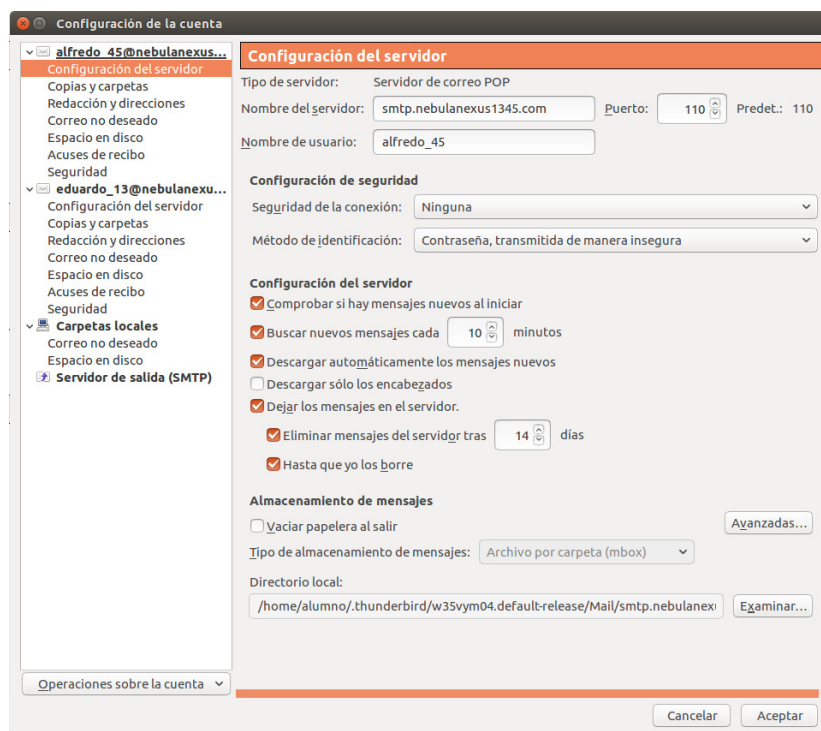 Configuración de la cuenta
alfredo_45@nebulanexus...
Configuración del servidor
Copias y carpetas
Redacción y direcciones
Correo no deseado
Espacio en disco
Acuses de recibo
Seguridad
eduardo_13@nebulanexu...
Configuración del servidor
Copias y carpetas
Redacción y direcciones
Correo no deseado
Espacio en disco
Acuses de recibo
Seguridad
Carpetas locales
Correo no deseado
Espacio en disco
Servidor de salida (SMTP)
Operaciones sobre la cuenta
Configuración del servidor
Tipo de servidor: Servidor de correo POP
Nombre del servidor: smtp.nebulanexus1345.com Puerto: 110 Predet.: 110
Nombre de usuario: alfredo_45
Configuración de seguridad
Seguridad de la conexión: Ninguna
Método de identificación: Contraseña, transmitida de manera insegura
Configuración del servidor
Comprobar si hay mensajes nuevos al iniciar
Buscar nuevos mensajes cada 10 minutos
Descargar automáticamente los mensajes nuevos
Descargar sólo los encabezados
Dejar los mensajes en el servidor.
Eliminar mensajes del servidor tras 14 días
Hasta que yo los borre
Almacenamiento de mensajes
Vaciar papelera al salir Avanzadas...
Tipo de almacenamiento de mensajes: Archivo por carpeta (mbox)
Directorio local:
/home/alumno/.thunderbird/w35vym04.default-release/Mail/smtp.nebulanexu Examinar...
Cancelar Aceptar